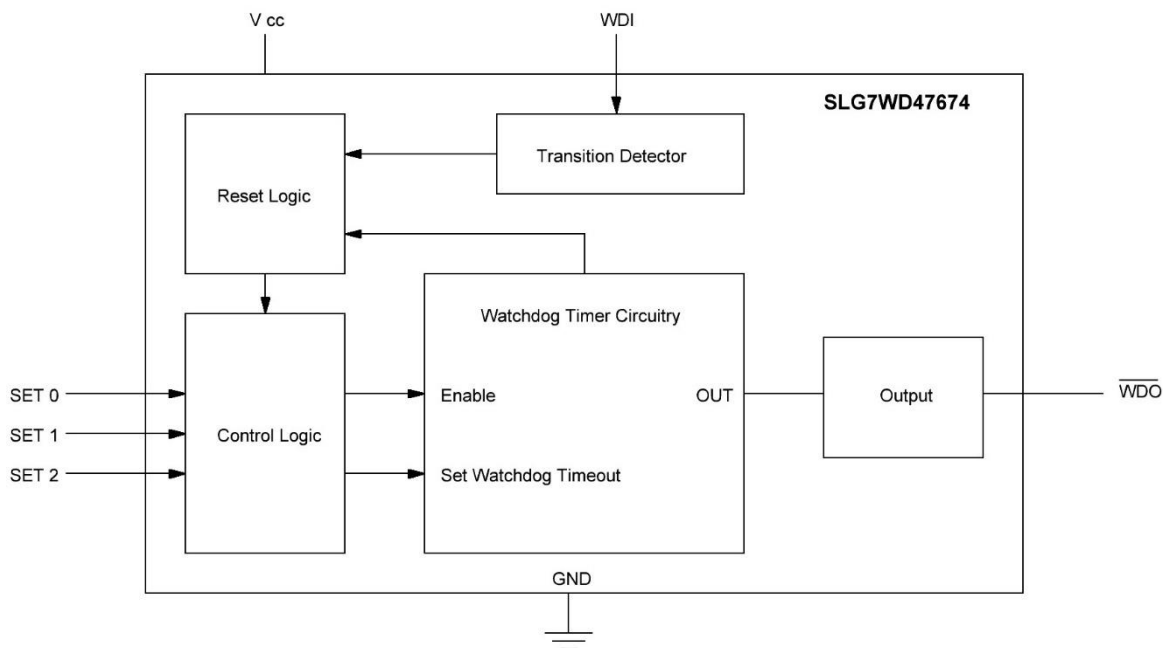 V cc
WDI
SLG7WD47674
Transition Detector
Reset Logic
Watchdog Timer Circuitry
SET 0
Enable
OUT
Output
WDO
SET 1
Control Logic
SET 2
Set Watchdog Timeout
GND